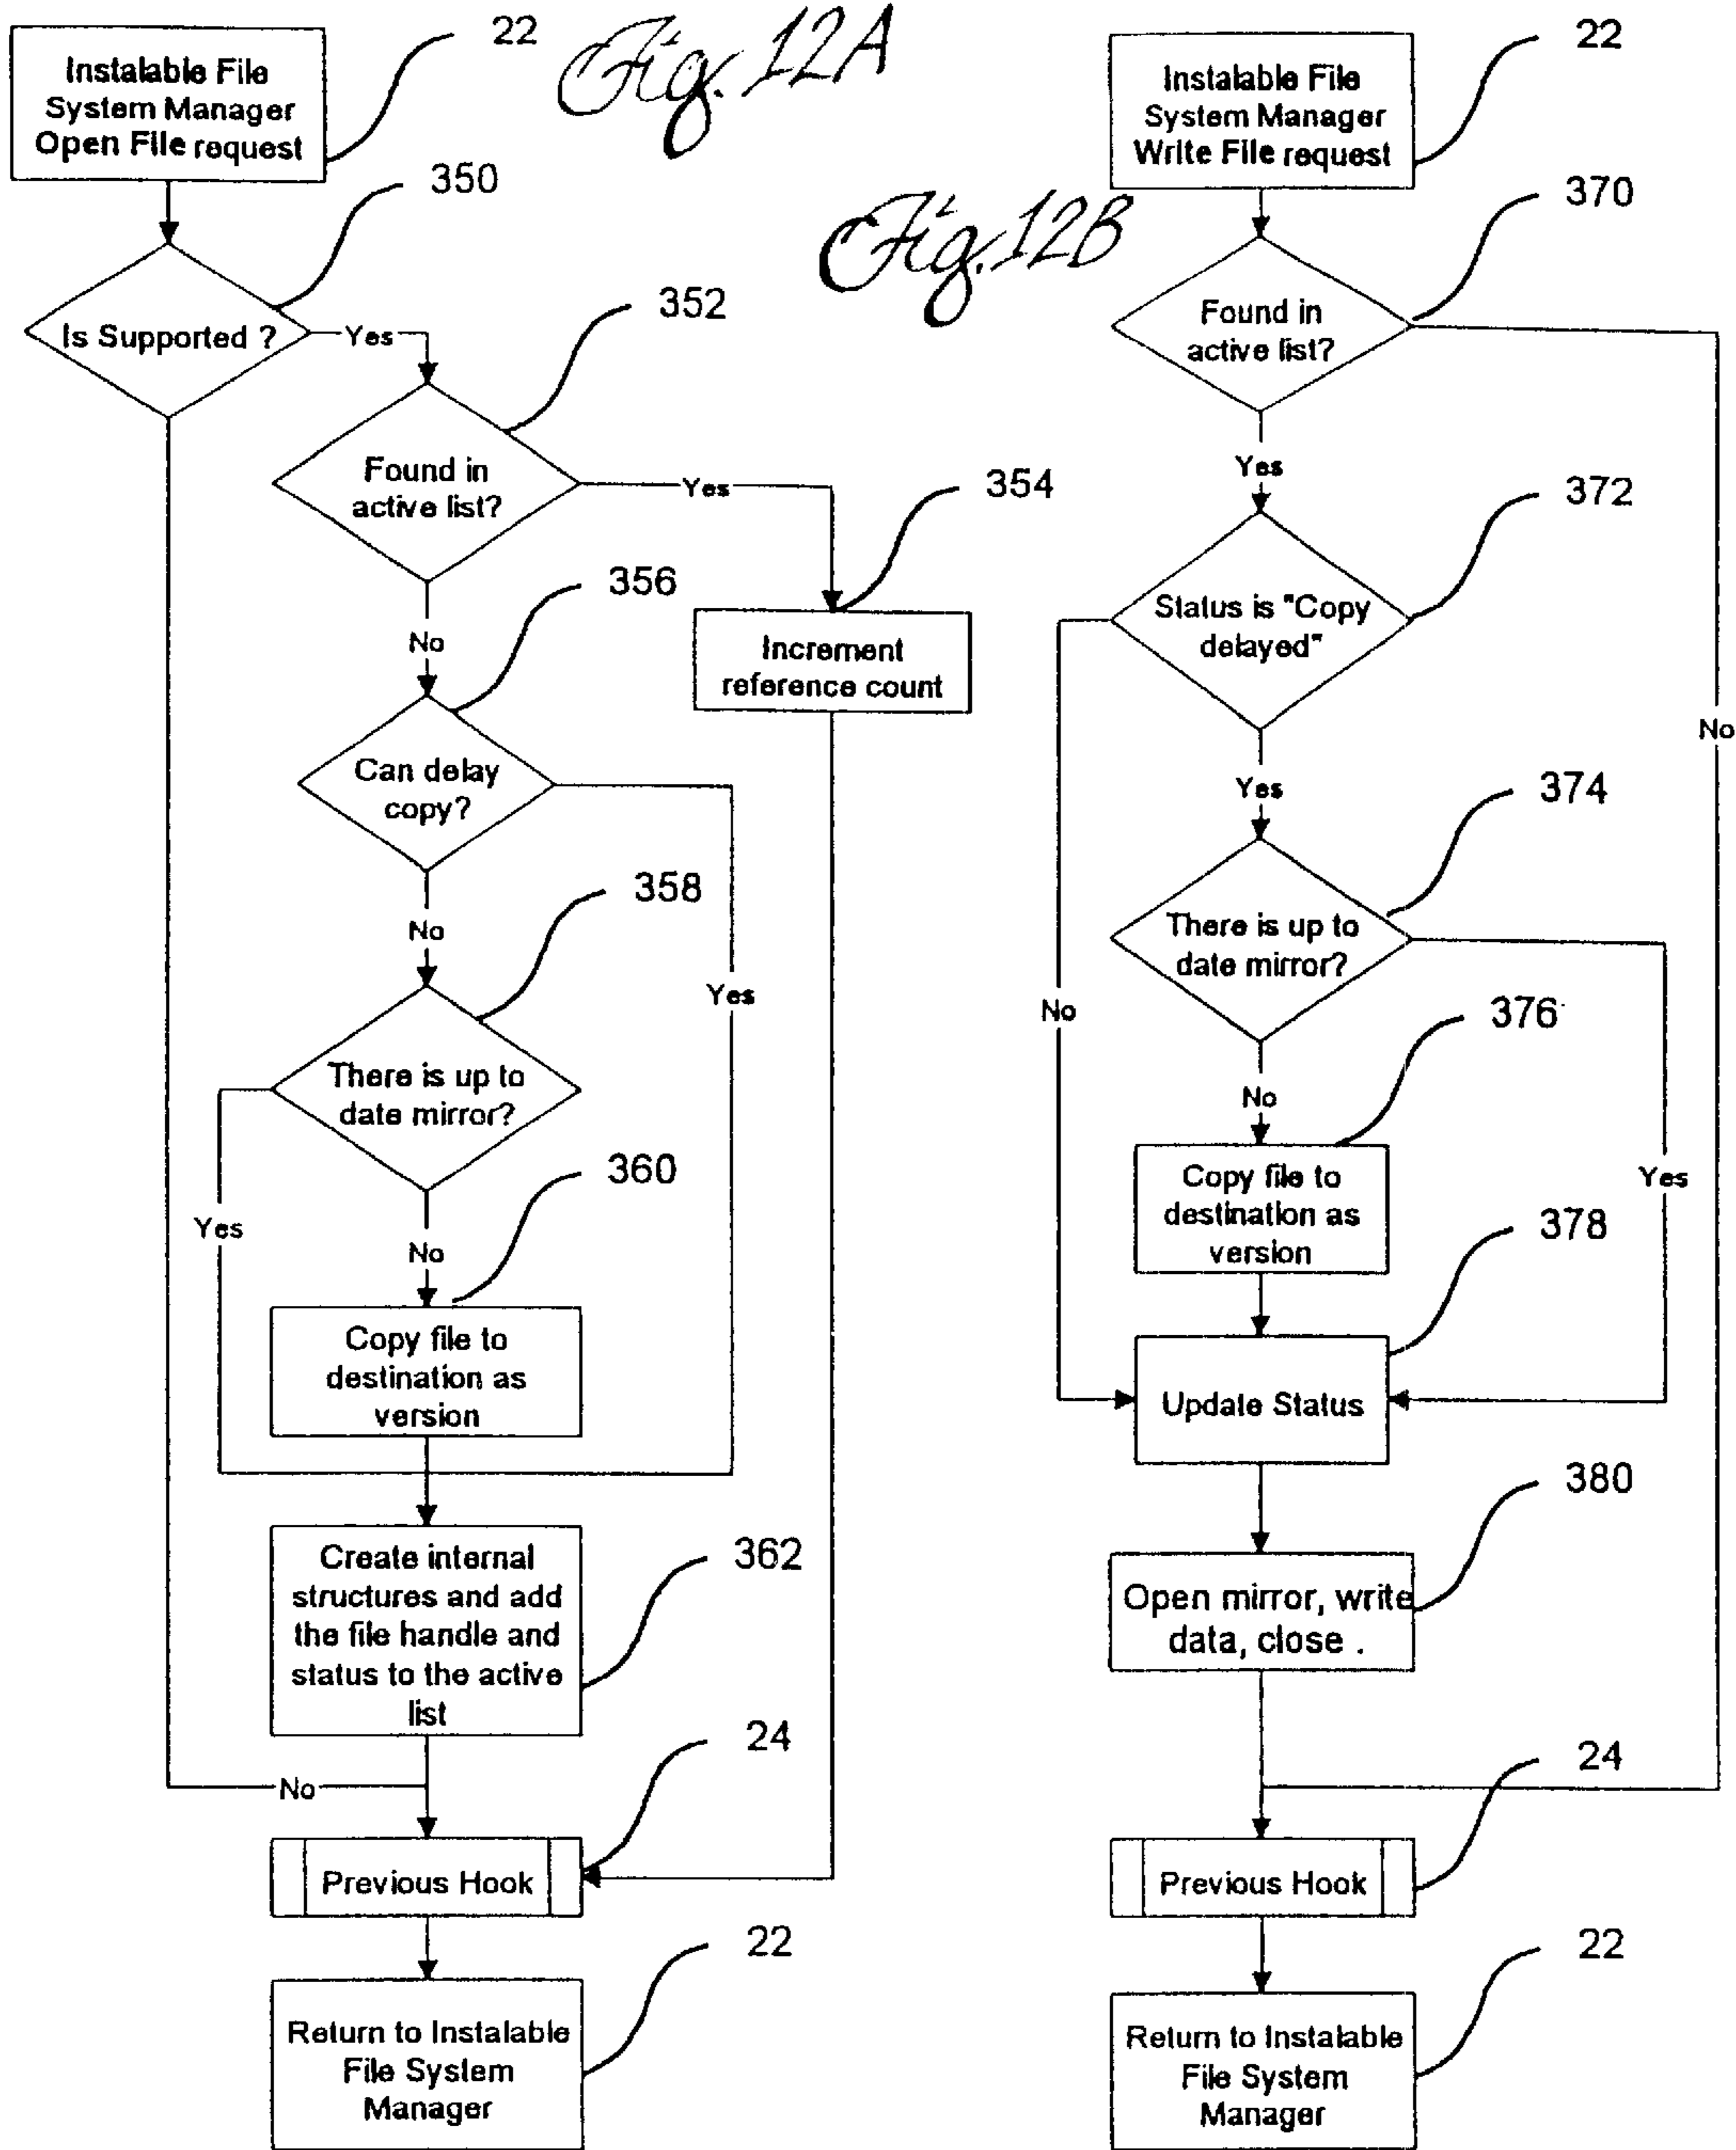 Fig. 12A
22
Instalable File
System Manager
Open File request
350
Is Supported ?
Yes
352
Found in
active list?
Yes
354
Increment
reference count
No
356
Can delay
copy?
Yes
No
358
There is up to
date mirror?
Yes
No
360
Copy file to
destination as
version
362
Create internal
structures and add
the file handle and
status to the active
list
No
24
Previous Hook
22
Return to Instalable
File System
Manager
Fig. 12B
22
Instalable File
System Manager
Write File request
370
Found in
active list?
No
Yes
372
Status is "Copy
delayed"
No
Yes
374
There is up to
date mirror?
Yes
No
376
Copy file to
destination as
version
378
Update Status
380
Open mirror, write
data, close .
24
Previous Hook
22
Return to Instalable
File System
Manager